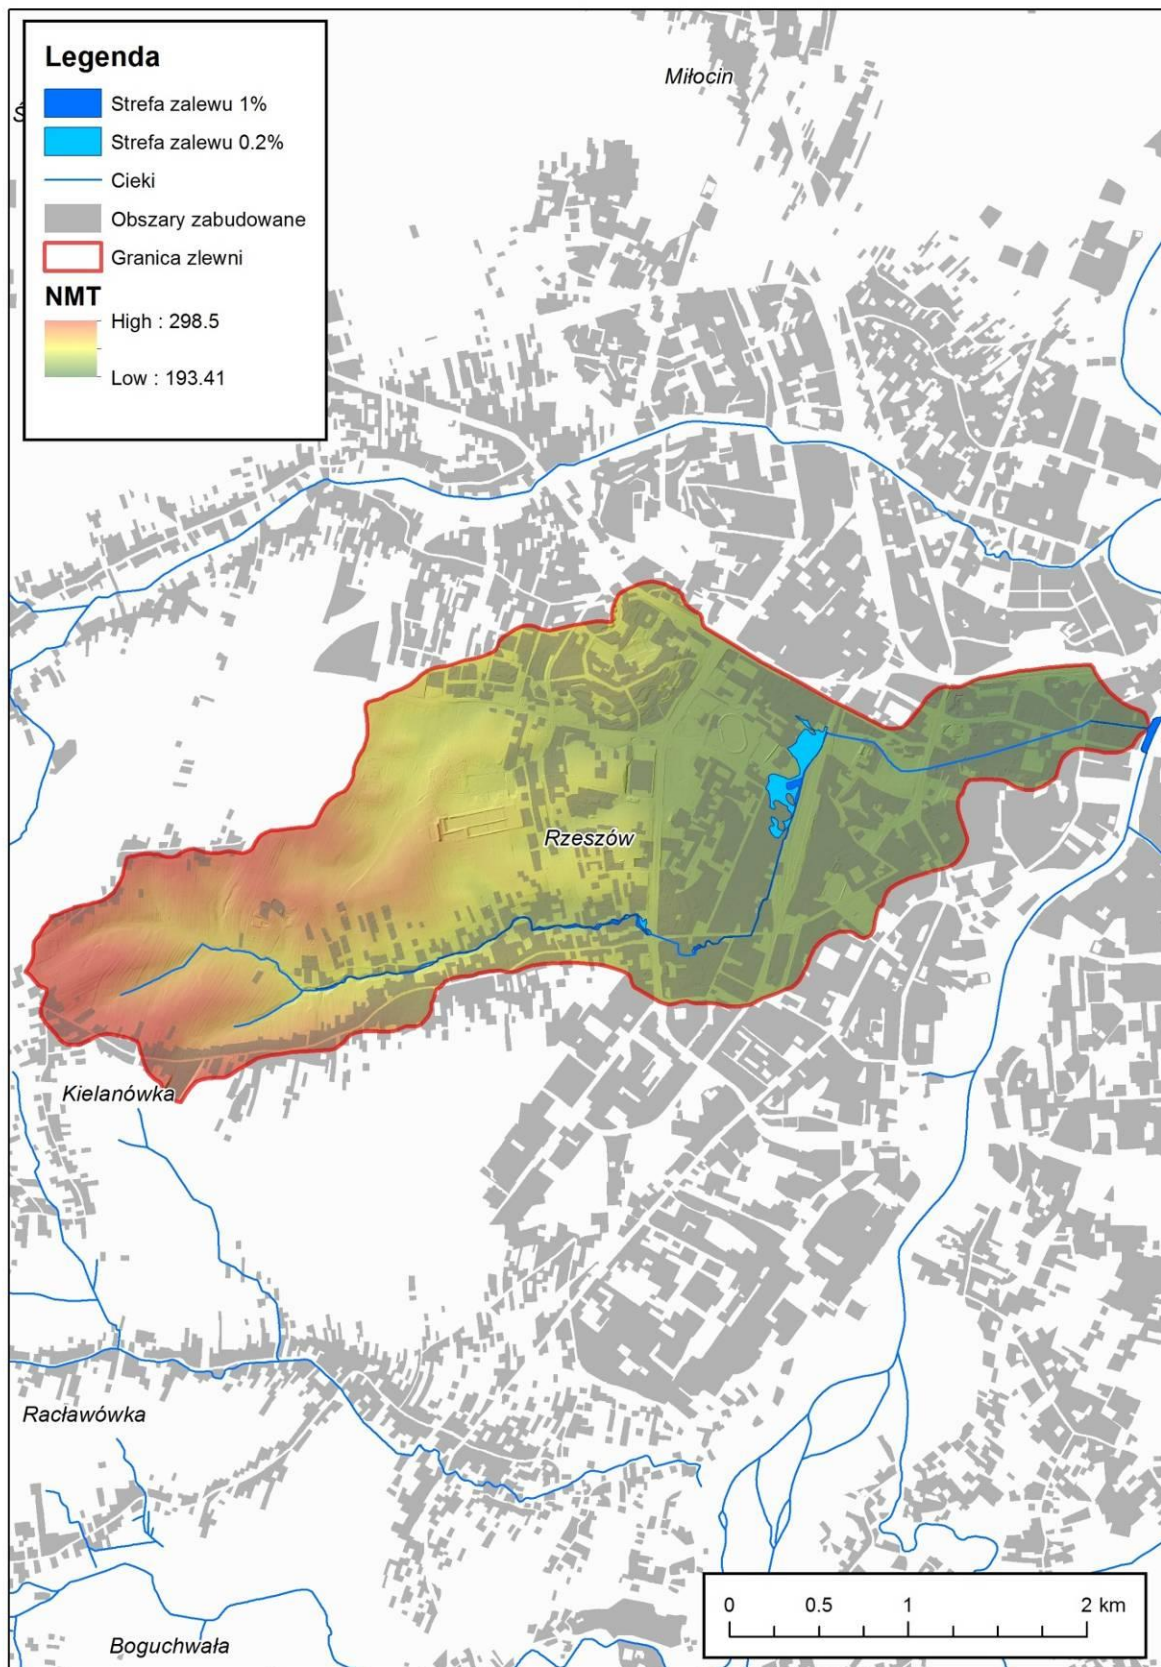 Legenda
Strefa zalewu 1%
Strefa zalewu 0.2%
Cieki
Obszary zabudowane
Granica zlewni
NMT
High : 298.5
Low : 193.41
Miłocin
Rzeszów
Kielanówka
Racławówka
Boguchwała
0 0.5 1 2 km